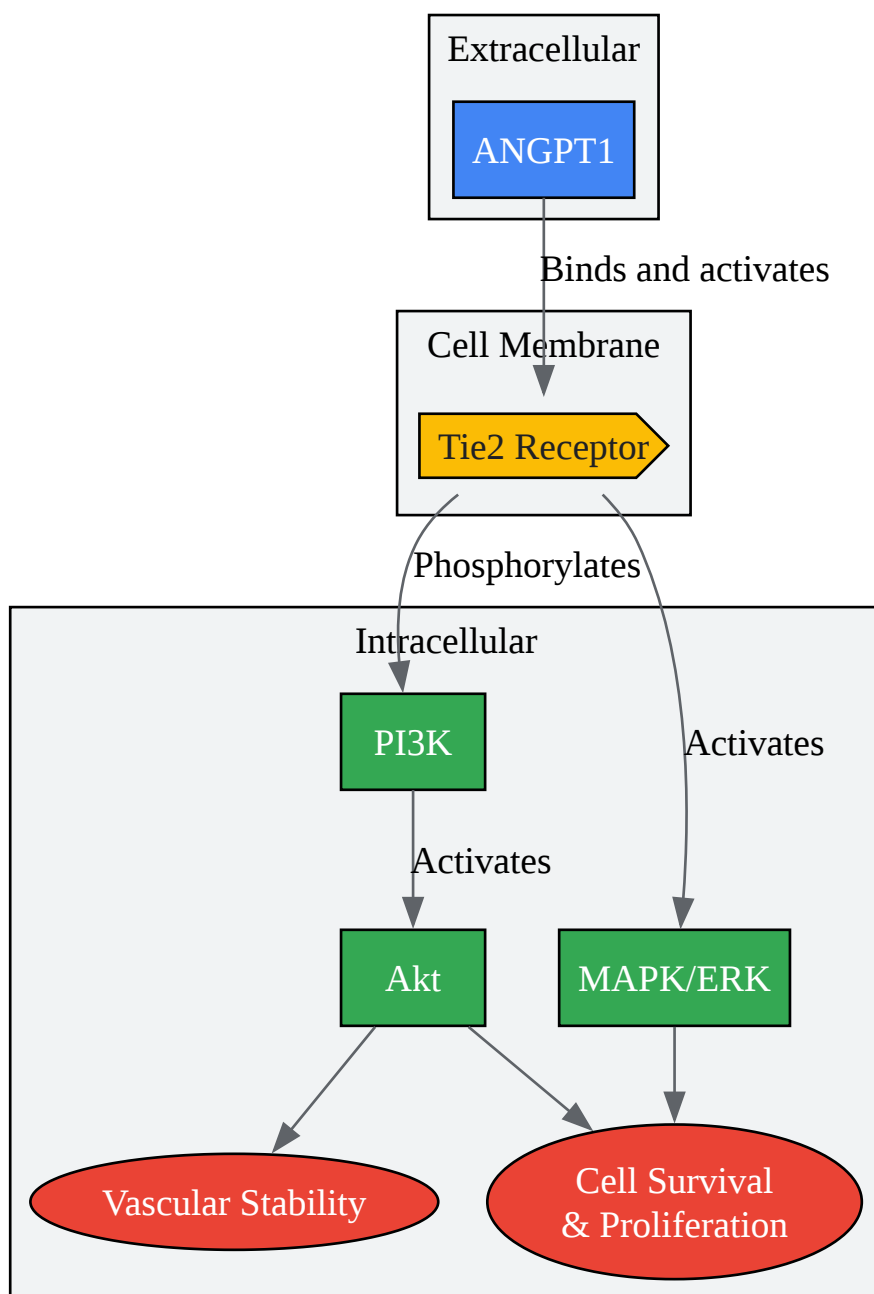 Extracellular
ANGPT1
Binds and activates
Cell Membrane
Tie2 Receptor
Phosphorylates
Intracellular
PI3K
Activates
Activates
Akt
MAPK/ERK
Vascular Stability
Cell Survival
& Proliferation